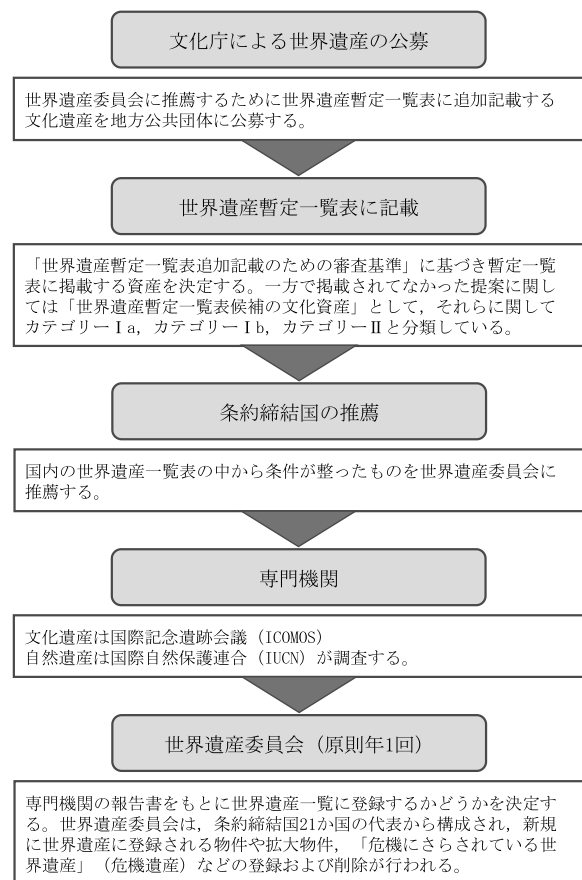 文化庁による世界遺産の公募
世界遺産委員会に推薦するために世界遺産暫定一覧表に追加記載する
文化遺産を地方公共団体に公募する。
世界遺産暫定一覧表に記載
「世界遺産暫定一覧表追加記載のための審査基準」に基づき暫定一覧
表に掲載する資産を決定する。一方で掲載されてなかった提案に関し
ては「世界遺産暫定一覧表候補の文化資産」として，それらに関して
カテゴリーⅠa，カテゴリーⅠb，カテゴリーⅡと分類している。
条約締結国の推薦
国内の世界遺産一覧表の中から条件が整ったものを世界遺産委員会に
推薦する。
専門機関
文化遺産は国際記念遺跡会議（ICOMOS）
自然遺産は国際自然保護連合（IUCN）が調査する。
世界遺産委員会（原則年1回）
専門機関の報告書をもとに世界遺産一覧に登録するかどうかを決定す
る。世界遺産委員会は，条約締結国21か国の代表から構成され，新規
に世界遺産に登録される物件や拡大物件，「危機にさらされている世
界遺産」（危機遺産）などの登録および削除が行われる。